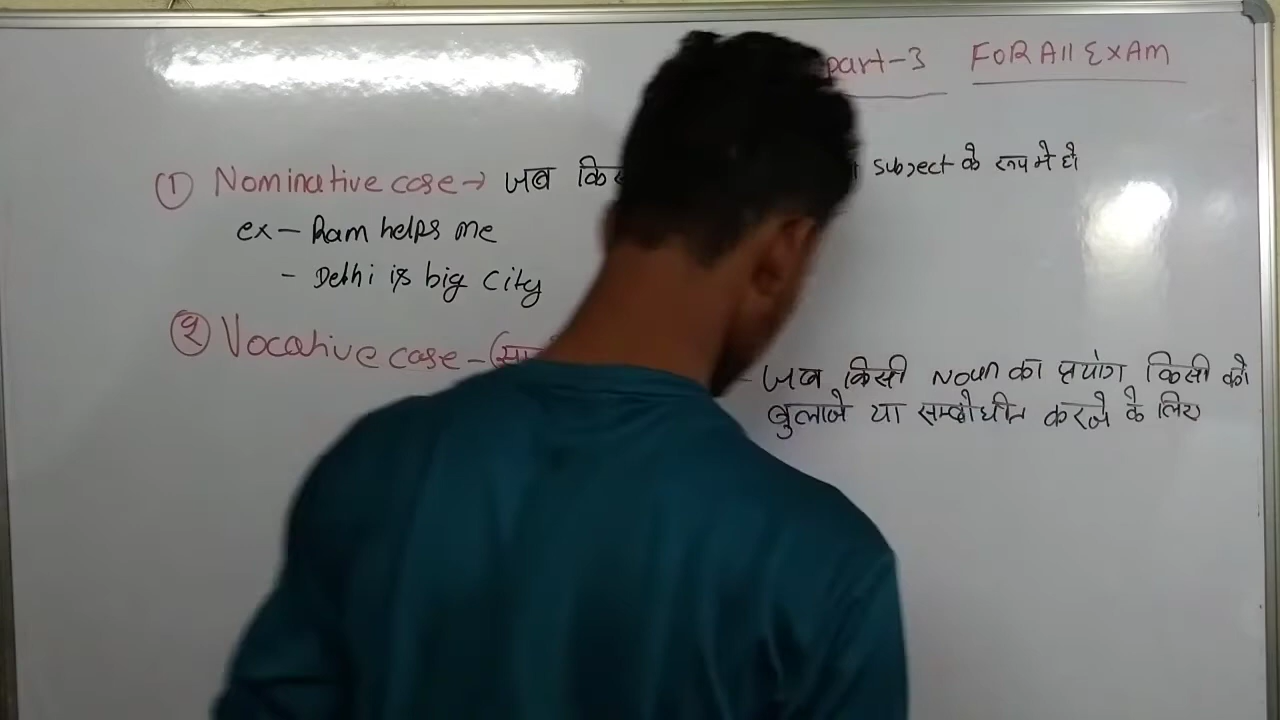 part-3 FOR All ExAm
① Nominative case→ जब subject के रूप मे हो
ex – Ram helps me
- Delhi is big City
② Vocative case – - जब किसी Noun का प्रयोग किसी को
बुलाने या सम्बोधीन करने के लिए